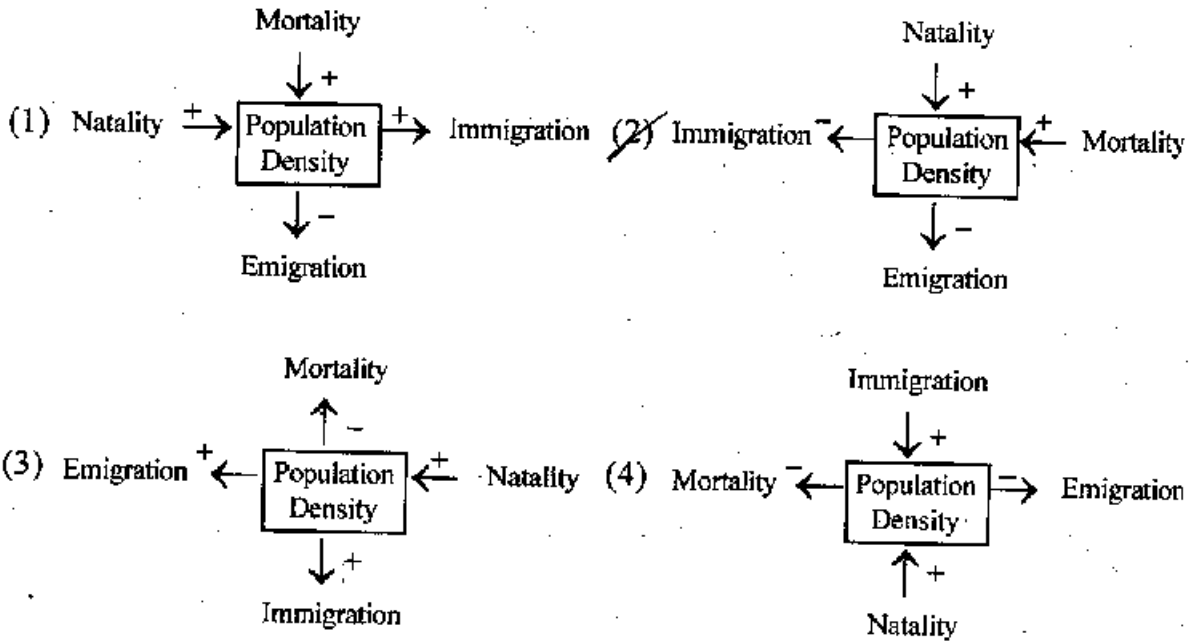 Mortality
+
(1) Natality + Population Density + Immigration
−
Emigration
Natality
+
(2) Immigration − Population Density + Mortality
−
Emigration
Mortality
−
(3) Emigration + Population Density + Natality
+
Immigration
Immigration
+
(4) Mortality − Population Density − Emigration
+
Natality